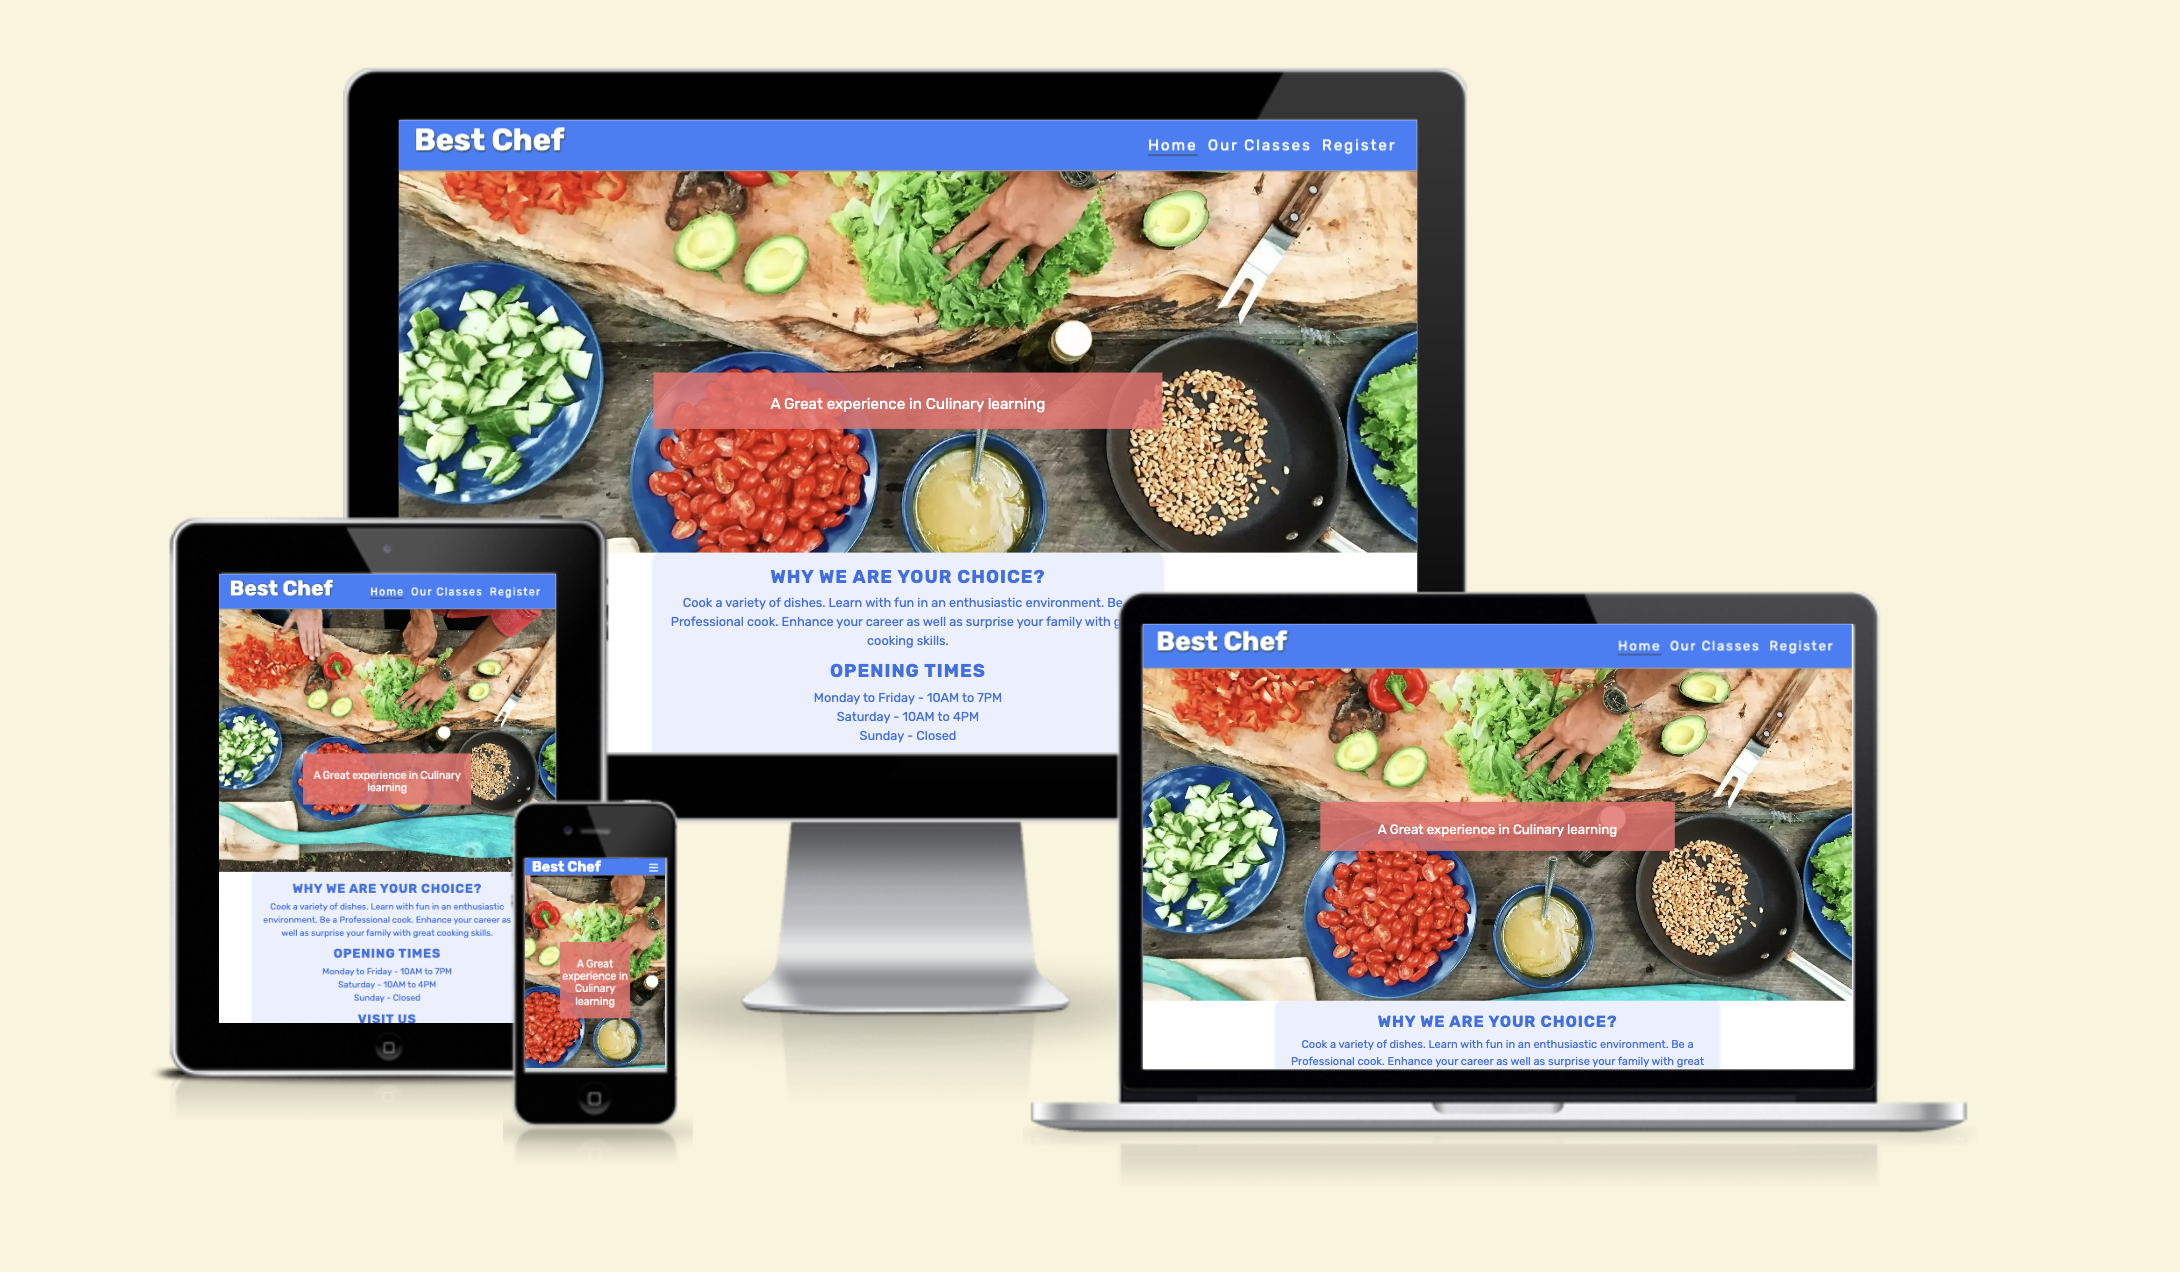 Best Chef
Home Our Classes Register
A Great experience in Culinary learning
WHY WE ARE YOUR CHOICE?
Cook a variety of dishes. Learn with fun in an enthusiastic environment. Be
Professional cook. Enhance your career as well as surprise your family with g
cooking skills.
OPENING TIMES
Monday to Friday - 10AM to 7PM
Saturday - 10AM to 4PM
Sunday - Closed
Best Chef
Home Our Classes Register
A Great experience in Culinary
learning
WHY WE ARE YOUR CHOICE?
Cook a variety of dishes. Learn with fun in an enthusiastic
environment. Be a Professional cook. Enhance your career as
well as surprise your family with great cooking skills.
OPENING TIMES
Monday to Friday - 10AM to 7PM
Saturday - 10AM to 4PM
Sunday - Closed
VISIT US
Best Chef
A Great
experience in
Culinary
learning
Best Chef
Home Our Classes Register
A Great experience in Culinary learning
WHY WE ARE YOUR CHOICE?
Cook a variety of dishes. Learn with fun in an enthusiastic environment. Be a
Professional cook. Enhance your career as well as surprise your family with great